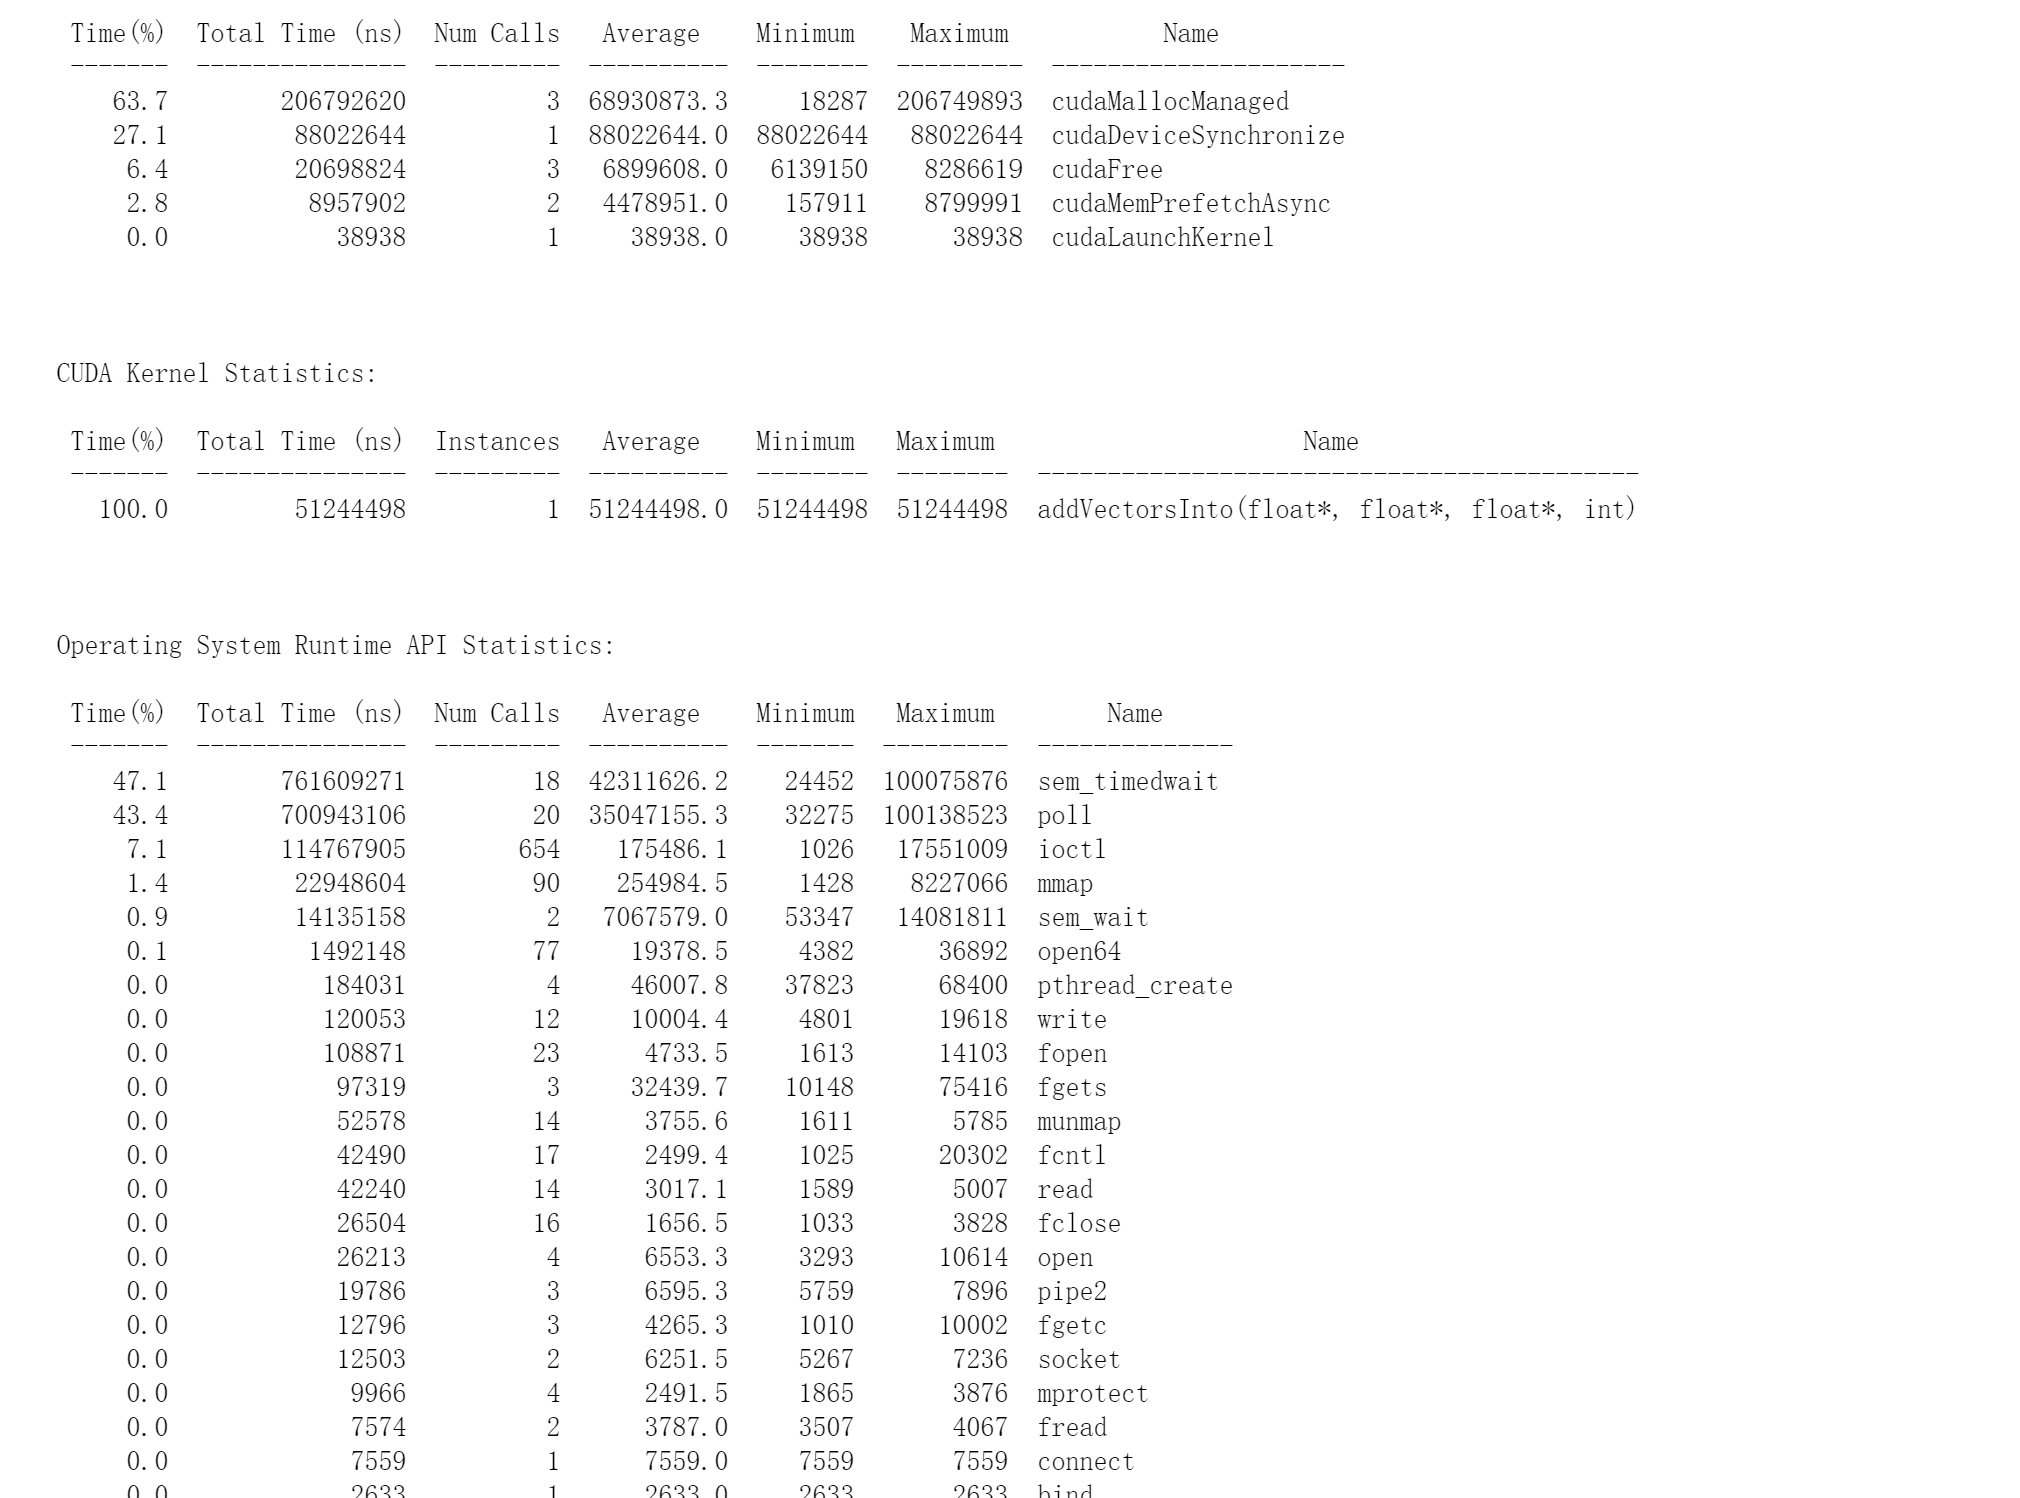 Time(%)  Total Time (ns)  Num Calls   Average    Minimum    Maximum           Name
-------  ---------------  ---------  ----------  --------  ---------  ---------------------
   63.7        206792620          3  68930873.3     18287  206749893  cudaMallocManaged
   27.1         88022644          1  88022644.0  88022644   88022644  cudaDeviceSynchronize
    6.4         20698824          3   6899608.0   6139150    8286619  cudaFree
    2.8          8957902          2   4478951.0    157911    8799991  cudaMemPrefetchAsync
    0.0            38938          1     38938.0     38938      38938  cudaLaunchKernel
CUDA Kernel Statistics:
Time(%)  Total Time (ns)  Instances   Average    Minimum   Maximum                       Name
-------  ---------------  ---------  ----------  --------  --------  -------------------------------------------
  100.0         51244498          1  51244498.0  51244498  51244498  addVectorsInto(float*, float*, float*, int)
Operating System Runtime API Statistics:
Time(%)  Total Time (ns)  Num Calls   Average    Minimum   Maximum        Name
-------  ---------------  ---------  ----------  -------  ---------  --------------
   47.1        761609271         18  42311626.2    24452  100075876  sem_timedwait
   43.4        700943106         20  35047155.3    32275  100138523  poll
    7.1        114767905        654    175486.1     1026   17551009  ioctl
    1.4         22948604         90    254984.5     1428    8227066  mmap
    0.9         14135158          2   7067579.0    53347   14081811  sem_wait
    0.1          1492148         77     19378.5     4382      36892  open64
    0.0           184031          4     46007.8    37823      68400  pthread_create
    0.0           120053         12     10004.4     4801      19618  write
    0.0           108871         23      4733.5     1613      14103  fopen
    0.0            97319          3     32439.7    10148      75416  fgets
    0.0            52578         14      3755.6     1611       5785  munmap
    0.0            42490         17      2499.4     1025      20302  fcntl
    0.0            42240         14      3017.1     1589       5007  read
    0.0            26504         16      1656.5     1033       3828  fclose
    0.0            26213          4      6553.3     3293      10614  open
    0.0            19786          3      6595.3     5759       7896  pipe2
    0.0            12796          3      4265.3     1010      10002  fgetc
    0.0            12503          2      6251.5     5267       7236  socket
    0.0             9966          4      2491.5     1865       3876  mprotect
    0.0             7574          2      3787.0     3507       4067  fread
    0.0             7559          1      7559.0     7559       7559  connect
    0.0             2633          1      2633.0     2633       2633  bind